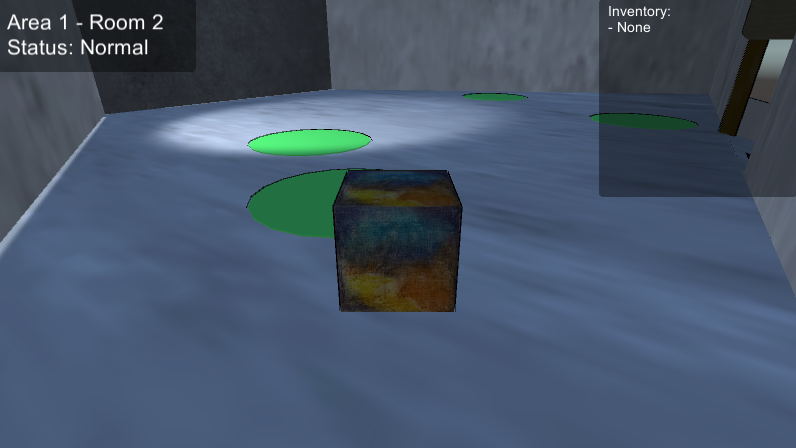 Area 1 - Room 2
Status: Normal
Inventory:
- None